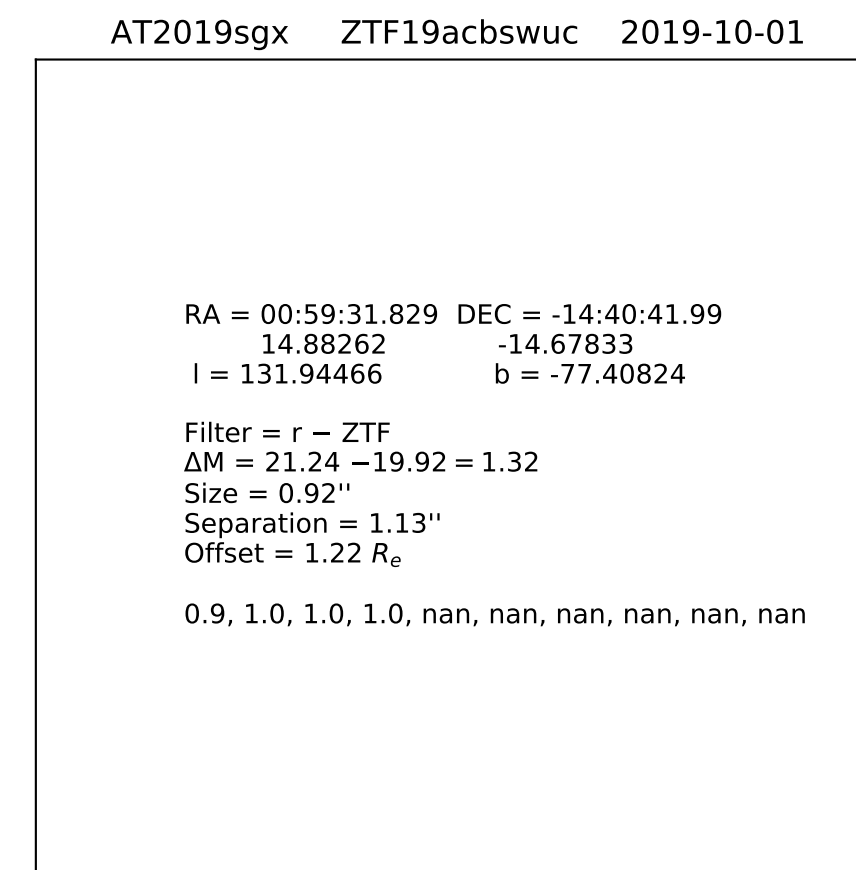 AT2019sgx ZTF19acbswuc 2019-10-01
RA = 00:59:31.829 DEC = -14:40:41.99
14.88262 -14.67833
l = 131.94466 b = -77.40824
Filter = r − ZTF
ΔM = 21.24 −19.92 = 1.32
Size = 0.92''
Separation = 1.13''
Offset = 1.22 Rₑ
0.9, 1.0, 1.0, 1.0, nan, nan, nan, nan, nan, nan